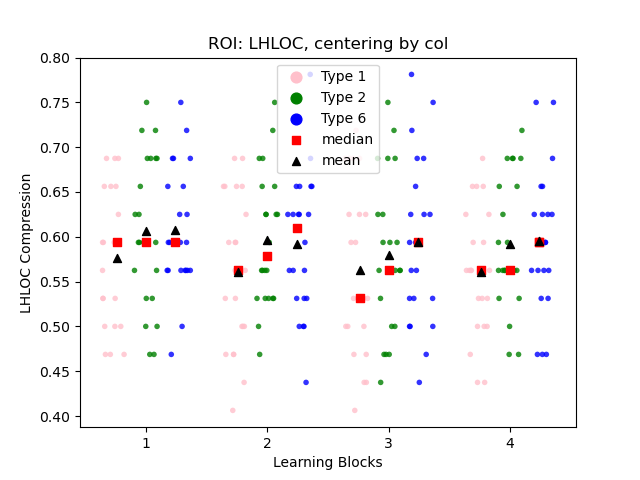 ROI: LHLOC, centering by col
Type 1
Type 2
Type 6
median
mean
LHLOC Compression
0.80
0.75
0.70
0.65
0.60
0.55
0.50
0.45
0.40
1 2 3 4
Learning Blocks